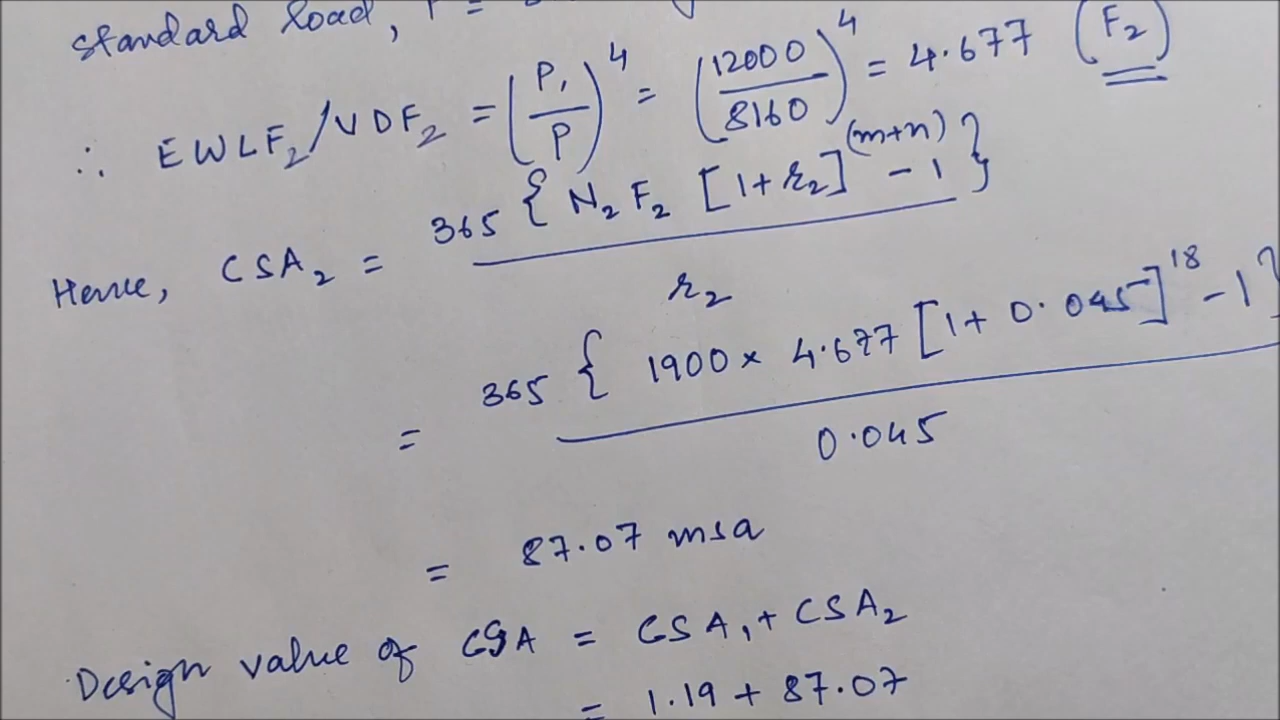 standard load, P =
∴ EWLF₂/VDF₂ = (P₁/P)⁴ = (12000/8160)⁴ = 4.677 (F₂)
Hence, CSA₂ = 365 { N₂ F₂ [1+r₂]^(m+n) - 1 } / r₂
= 365 { 1900 × 4.677 [1+ 0.045]^18 - 1 } / 0.045
= 87.07 msa
Design value of CSA = CSA₁ + CSA₂
= 1.19 + 87.07